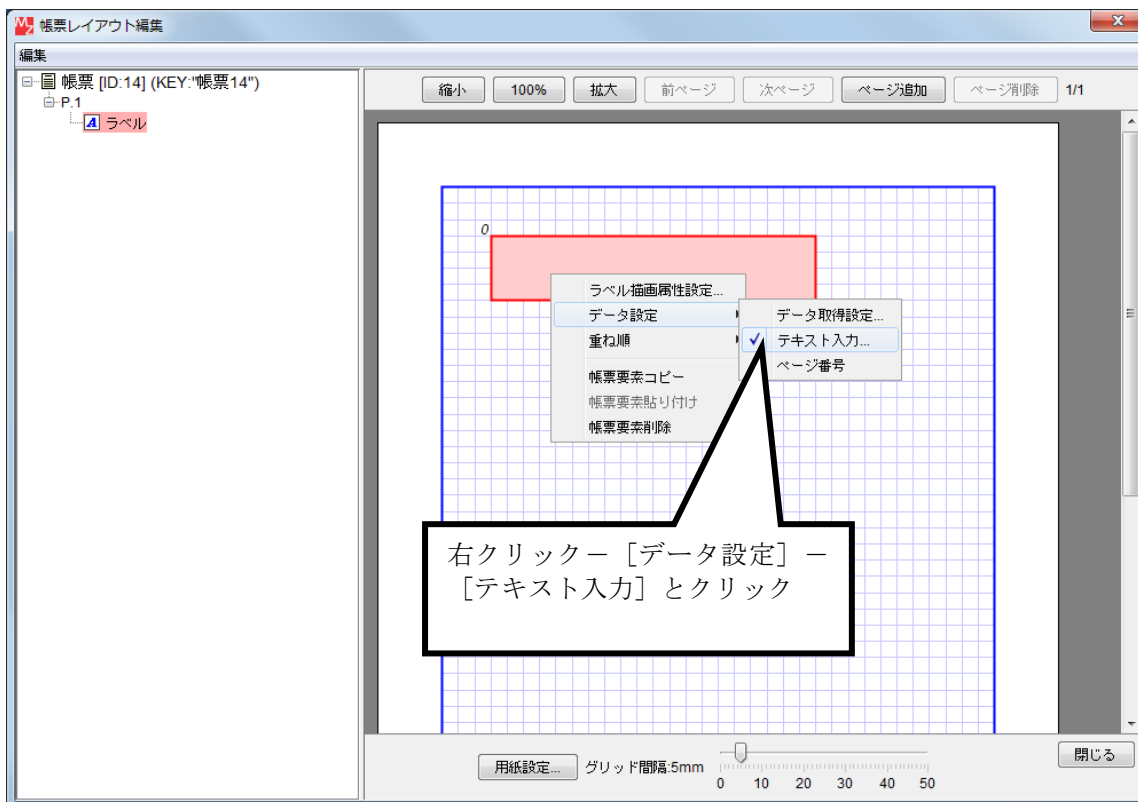 帳票レイアウト編集
編集
帳票 [ID:14] (KEY:"帳票14")
P.1
A ラベル
縮小 100% 拡大 前ページ 次ページ ページ追加 ページ削除 1/1
0
ラベル描画属性設定...
データ設定
重ね順
帳票要素コピー
帳票要素貼り付け
帳票要素削除
データ取得設定...
テキスト入力...
ページ番号
右クリック－［データ設定］－
［テキスト入力］とクリック
用紙設定... グリッド間隔:5mm
0 10 20 30 40 50
閉じる